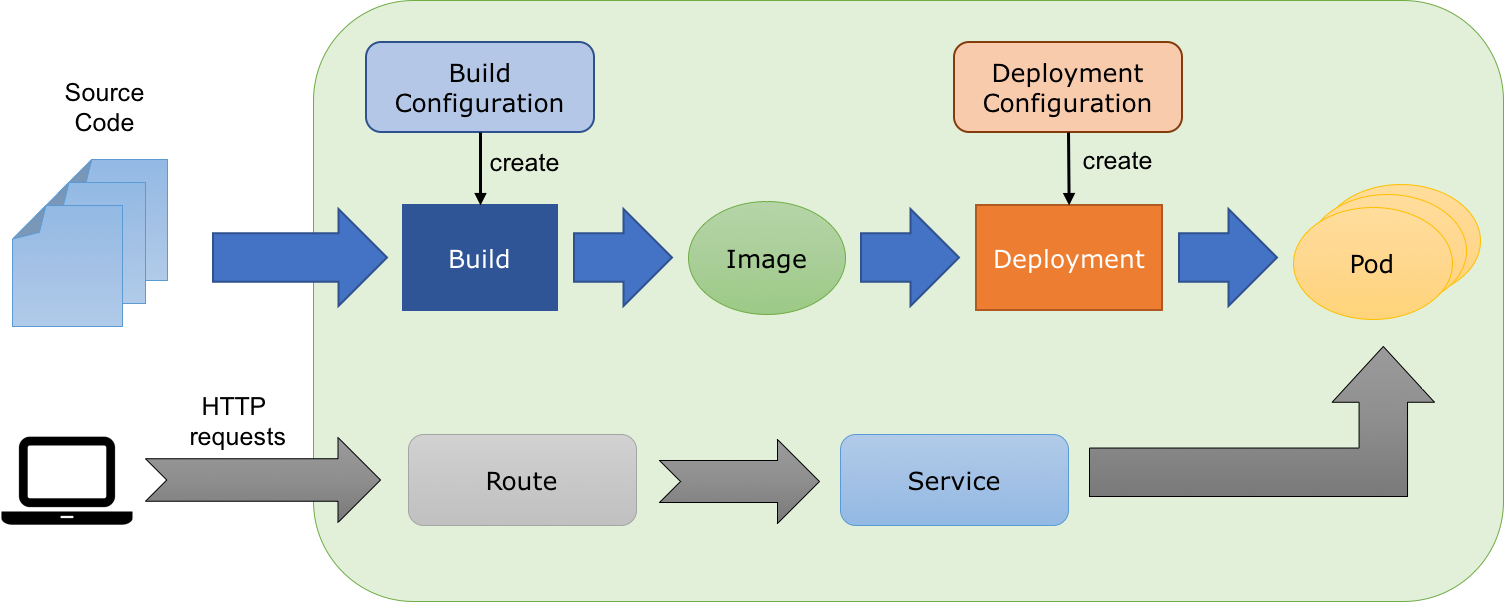 Source
Code
Build
Configuration
create
Deployment
Configuration
create
Build
Image
Deployment
Pod
HTTP
requests
Route
Service